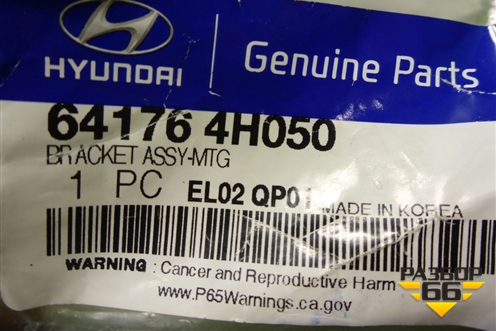 HYUNDAI
Genuine Parts
64176 4H050
BRACKET ASSY-MTG
1 PC EL02 QP01 MADE IN KOREA
WARNING : Cancer and Reproductive Harm
www.P65Warnings.ca.gov
РАЗБОР
66